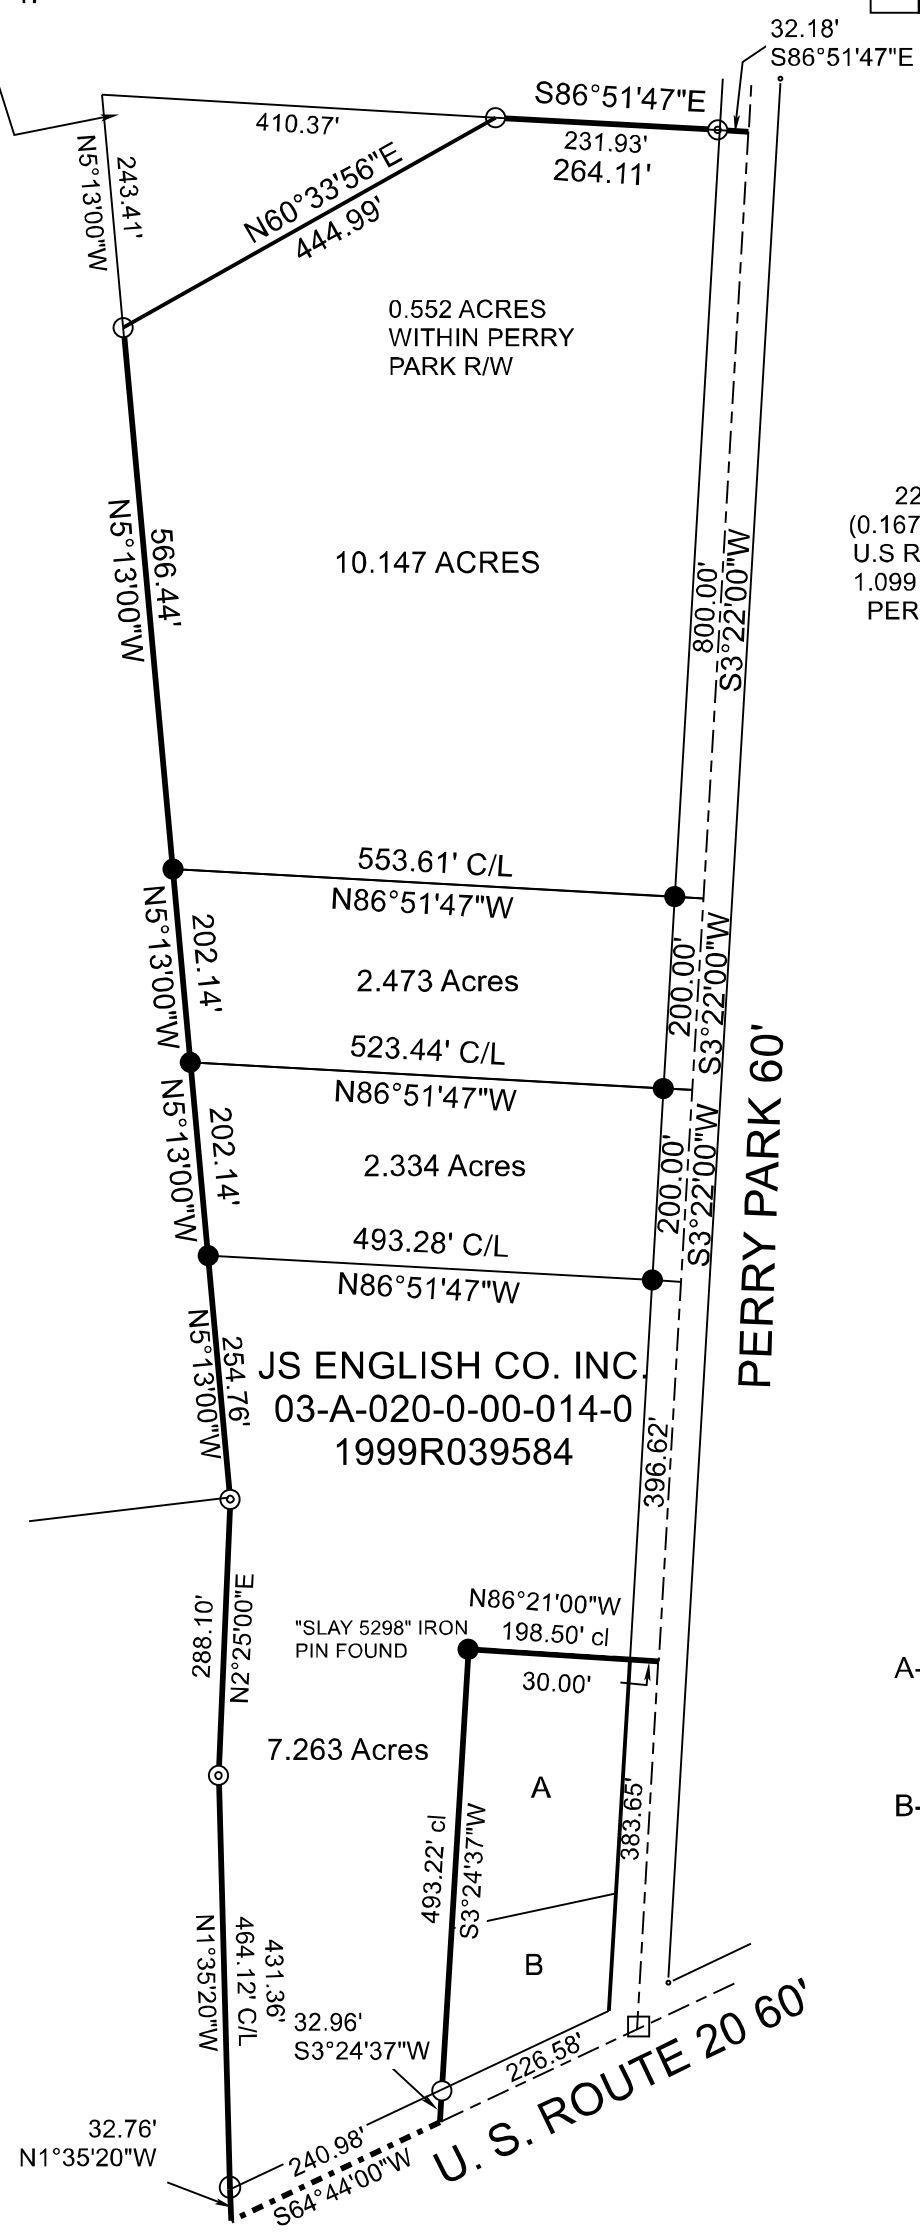 32.18'
S86°51'47"E
S86°51'47"E
410.37'
231.93'
264.11'
N60°33'56"E
444.99'
243.41'
N5°13'00"W
0.552 ACRES
WITHIN PERRY
PARK R/W
22
(0.167
U.S R
1.099
PER
566.44'
N5°13'00"W
10.147 ACRES
800.00'
S3°22'00"W
553.61' C/L
N86°51'47"W
202.14'
N5°13'00"W
2.473 Acres
200.00'
S3°22'00"W
523.44' C/L
N86°51'47"W
202.14'
N5°13'00"W
2.334 Acres
200.00'
S3°22'00"W
PERRY PARK 60'
493.28' C/L
N86°51'47"W
254.76'
N5°13'00"W
JS ENGLISH CO. INC.
03-A-020-0-00-014-0
1999R039584
396.62'
288.10'
N2°25'00"E
"SLAY 5298" IRON
PIN FOUND
N86°21'00"W
198.50' cl
30.00'
A-
7.263 Acres
A
383.65'
B-
493.22' cl
S3°24'37"W
B
431.36'
464.12' C/L
N1°35'20"W
32.96'
S3°24'37"W
226.58'
U. S. ROUTE 20 60'
32.76'
N1°35'20"W
240.98'
S64°44'00"W